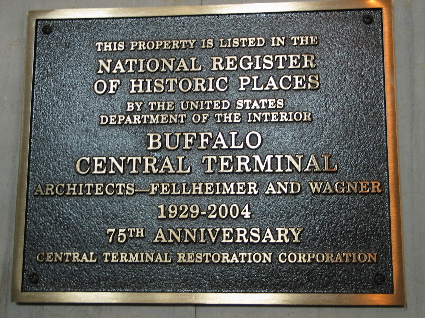 THIS PROPERTY IS LISTED IN THE
NATIONAL REGISTER
OF HISTORIC PLACES
BY THE UNITED STATES
DEPARTMENT OF THE INTERIOR
BUFFALO
CENTRAL TERMINAL
ARCHITECTS—FELLHEIMER AND WAGNER
1929-2004
75TH ANNIVERSARY
CENTRAL TERMINAL RESTORATION CORPORATION